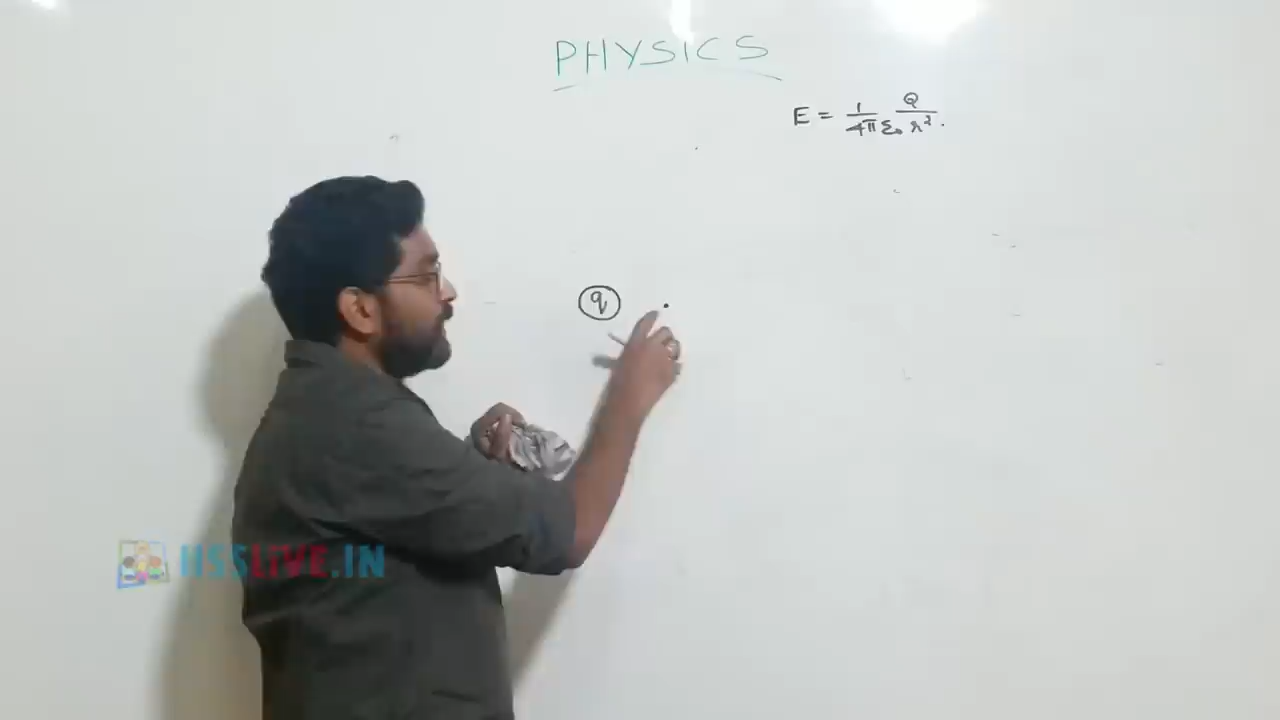 PHYSICS
E = 1/4πε₀ Q/r².
q
HSSLiVE.IN